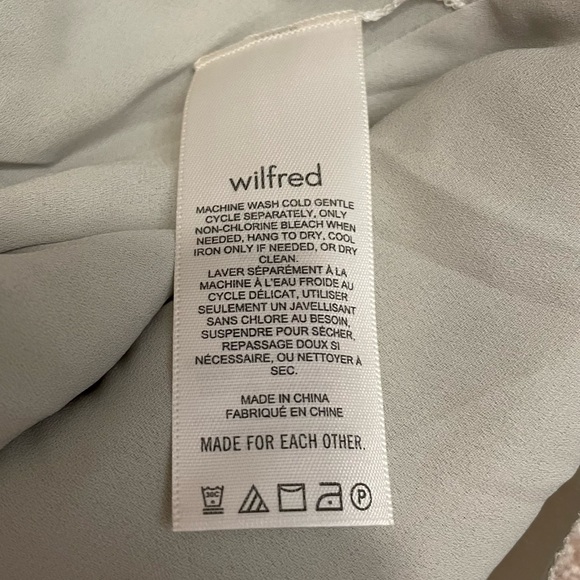 wilfred
MACHINE WASH COLD GENTLE
CYCLE SEPARATELY, ONLY
NON-CHLORINE BLEACH WHEN
NEEDED, HANG TO DRY, COOL
IRON ONLY IF NEEDED, OR DRY
CLEAN.
LAVER SÉPARÉMENT À LA
MACHINE À L'EAU FROIDE AU
CYCLE DÉLICAT, UTILISER
SEULEMENT UN JAVELLISANT
SANS CHLORE AU BESOIN,
SUSPENDRE POUR SÉCHER,
REPASSAGE DOUX SI
NÉCESSAIRE, OU NETTOYER À
SEC.
MADE IN CHINA
FABRIQUÉ EN CHINE
MADE FOR EACH OTHER.
30C P